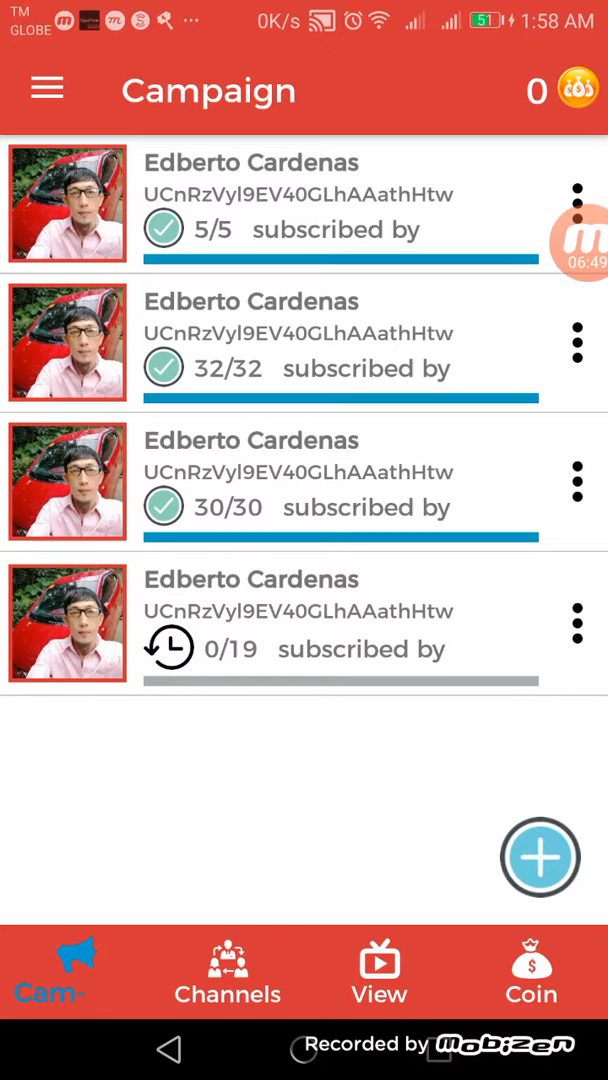 TM
GLOBE
0K/s
51
1:58 AM
Campaign
0
Edberto Cardenas
UCnRzVyl9EV40GLhAAathHtw
5/5 subscribed by
06:49
Edberto Cardenas
UCnRzVyl9EV40GLhAAathHtw
32/32 subscribed by
Edberto Cardenas
UCnRzVyl9EV40GLhAAathHtw
30/30 subscribed by
Edberto Cardenas
UCnRzVyl9EV40GLhAAathHtw
0/19 subscribed by
Cam-
Channels
View
Coin
Recorded by Mobizen